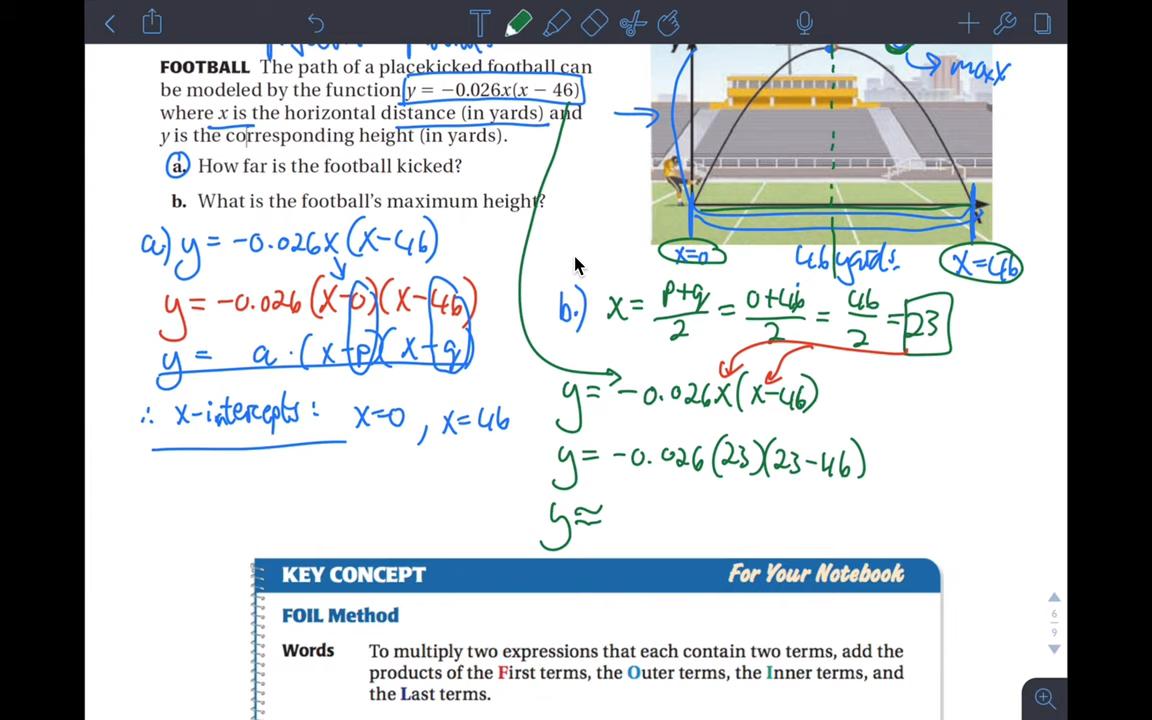 max
FOOTBALL The path of a placekicked football can
be modeled by the function y = −0.026x(x − 46)
where x is the horizontal distance (in yards) and
y is the corresponding height (in yards).
a. How far is the football kicked?
b. What is the football's maximum height?
x=0
46 yards
x=46
a.) y = -0.026x(x-46)
y = -0.026(x-0)(x-46)
y = a·(x-p)(x-q)
∴ x-intercepts: x=0, x=46
b.) x = p+q/2 = 0+46/2 = 46/2 = 23
y = -0.026x(x-46)
y = -0.026(23)(23-46)
y ≈
KEY CONCEPT For Your Notebook
FOIL Method
Words To multiply two expressions that each contain two terms, add the
products of the First terms, the Outer terms, the Inner terms, and
the Last terms.
6
9